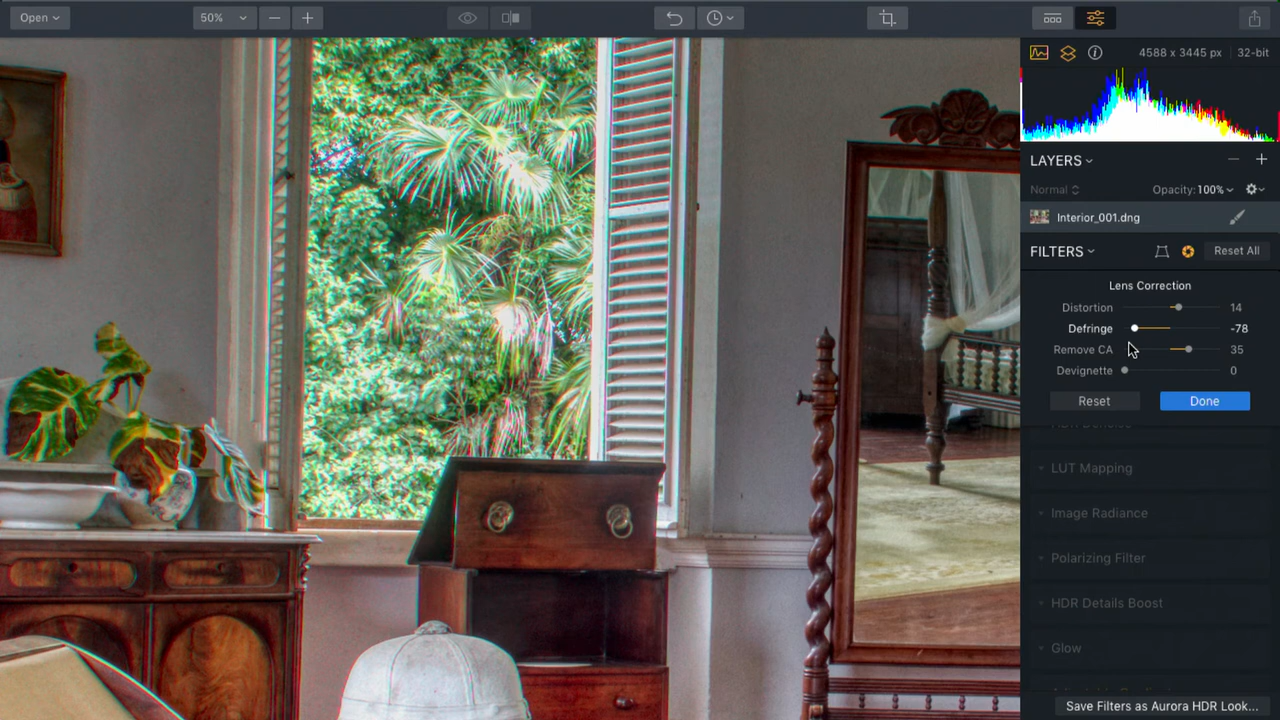 Open
50%
4588 x 3445 px
32-bit
LAYERS
Normal
Opacity:100%
Interior_001.dng
FILTERS
Reset All
Lens Correction
Distortion 14
Defringe -78
Remove CA 35
Devignette 0
Reset
Done
HDR Denoise
LUT Mapping
Image Radiance
Polarizing Filter
HDR Details Boost
Glow
Save Filters as Aurora HDR Look...